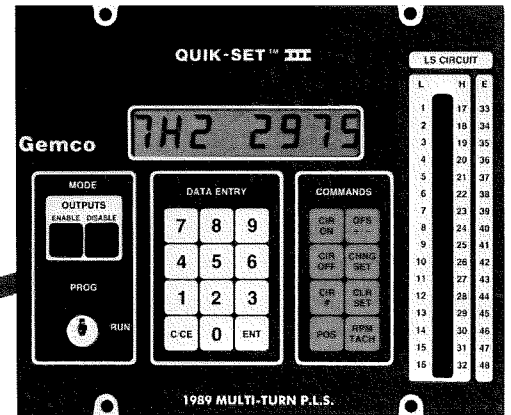 QUIK-SET™ III
Gemco
7H2 2975
MODE
OUTPUTS
ENABLE DISABLE
PROG
RUN
DATA ENTRY
7 8 9
4 5 6
1 2 3
C/CE 0 ENT
COMMANDS
CIR ON
OFS
CIR OFF
CHNG SET
CIR #
CLR SET
POS
RPM TACH
LS CIRCUIT
L H E
1 17 33
2 18 34
3 19 35
4 20 36
5 21 37
6 22 38
7 23 39
8 24 40
9 25 41
10 26 42
11 27 43
12 28 44
13 29 45
14 30 46
15 31 47
16 32 48
1989 MULTI-TURN P.L.S.